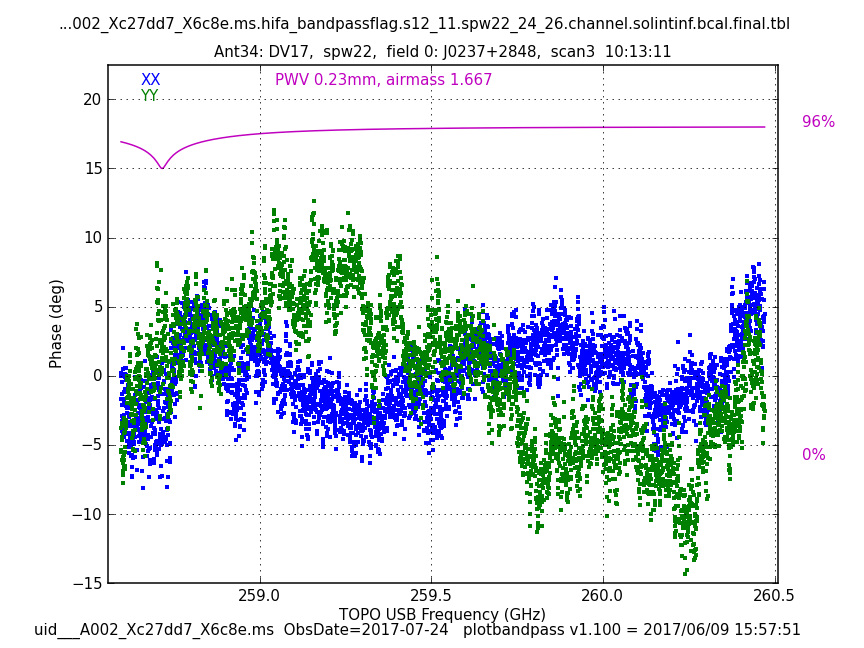 ...002_Xc27dd7_X6c8e.ms.hifa_bandpassflag.s12_11.spw22_24_26.channel.solintinf.bcal.final.tbl
Ant34: DV17, spw22, field 0: J0237+2848, scan3 10:13:11
XX
PWV 0.23mm, airmass 1.667
YY
20
96%
15
10
5
Phase (deg)
0
−5
0%
−10
−15
259.0
259.5
260.0
260.5
TOPO USB Frequency (GHz)
uid___A002_Xc27dd7_X6c8e.ms ObsDate=2017-07-24 plotbandpass v1.100 = 2017/06/09 15:57:51